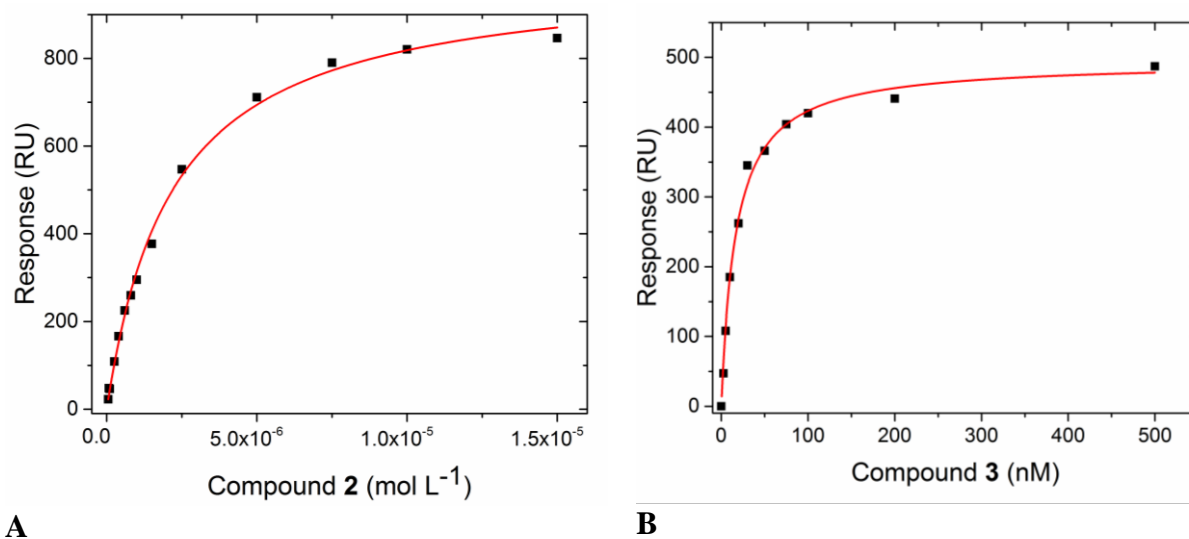 800
600
400
200
0
Response (RU)
0.0
5.0x10⁻⁶
1.0x10⁻⁵
1.5x10⁻⁵
Compound 2 (mol L⁻¹)
A
500
400
300
200
100
0
Response (RU)
0
100
200
300
400
500
Compound 3 (nM)
B